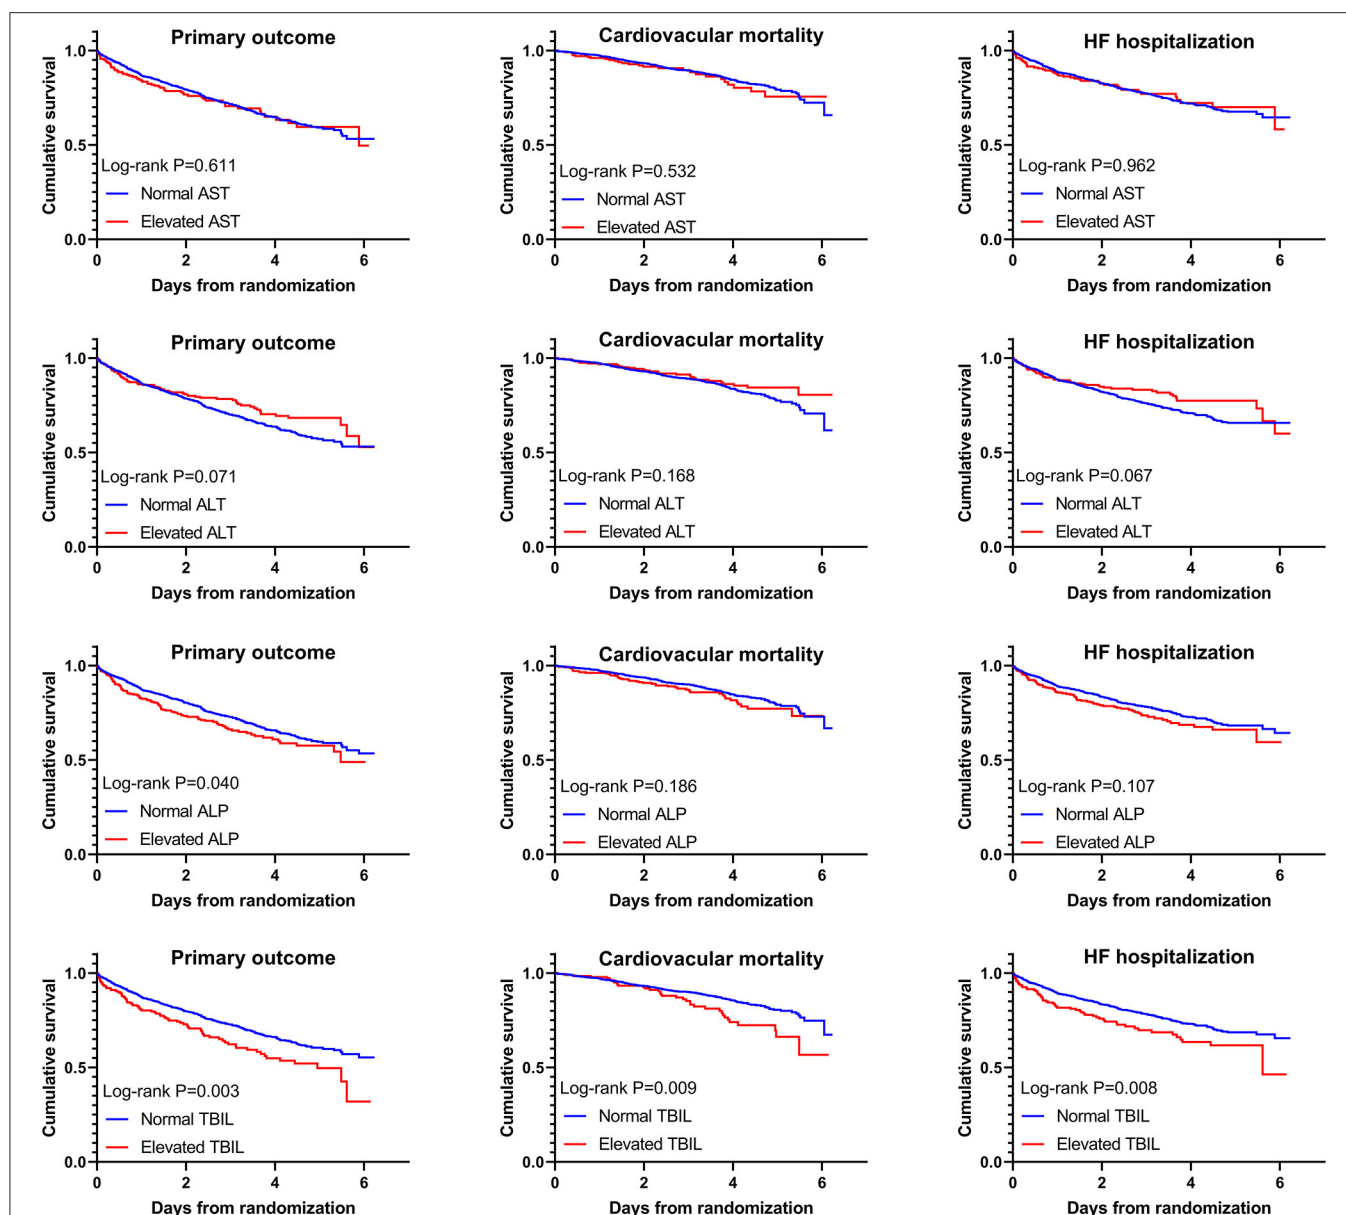 Primary outcome
Cumulative survival
1.0
0.5
0.0
Log-rank P=0.611
Normal AST
Elevated AST
0 2 4 6
Days from randomization
Cardiovacular mortality
Cumulative survival
1.0
0.5
0.0
Log-rank P=0.532
Normal AST
Elevated AST
0 2 4 6
Days from randomization
HF hospitalization
Cumulative survival
1.0
0.5
0.0
Log-rank P=0.962
Normal AST
Elevated AST
0 2 4 6
Days from randomization
Primary outcome
Cumulative survival
1.0
0.5
0.0
Log-rank P=0.071
Normal ALT
Elevated ALT
0 2 4 6
Days from randomization
Cardiovacular mortality
Cumulative survival
1.0
0.5
0.0
Log-rank P=0.168
Normal ALT
Elevated ALT
0 2 4 6
Days from randomization
HF hospitalization
Cumulative survival
1.0
0.5
0.0
Log-rank P=0.067
Normal ALT
Elevated ALT
0 2 4 6
Days from randomization
Primary outcome
Cumulative survival
1.0
0.5
0.0
Log-rank P=0.040
Normal ALP
Elevated ALP
0 2 4 6
Days from randomization
Cardiovacular mortality
Cumulative survival
1.0
0.5
0.0
Log-rank P=0.186
Normal ALP
Elevated ALP
0 2 4 6
Days from randomization
HF hospitalization
Cumulative survival
1.0
0.5
0.0
Log-rank P=0.107
Normal ALP
Elevated ALP
0 2 4 6
Days from randomization
Primary outcome
Cumulative survival
1.0
0.5
0.0
Log-rank P=0.003
Normal TBIL
Elevated TBIL
0 2 4 6
Days from randomization
Cardiovacular mortality
Cumulative survival
1.0
0.5
0.0
Log-rank P=0.009
Normal TBIL
Elevated TBIL
0 2 4 6
Days from randomization
HF hospitalization
Cumulative survival
1.0
0.5
0.0
Log-rank P=0.008
Normal TBIL
Elevated TBIL
0 2 4 6
Days from randomization